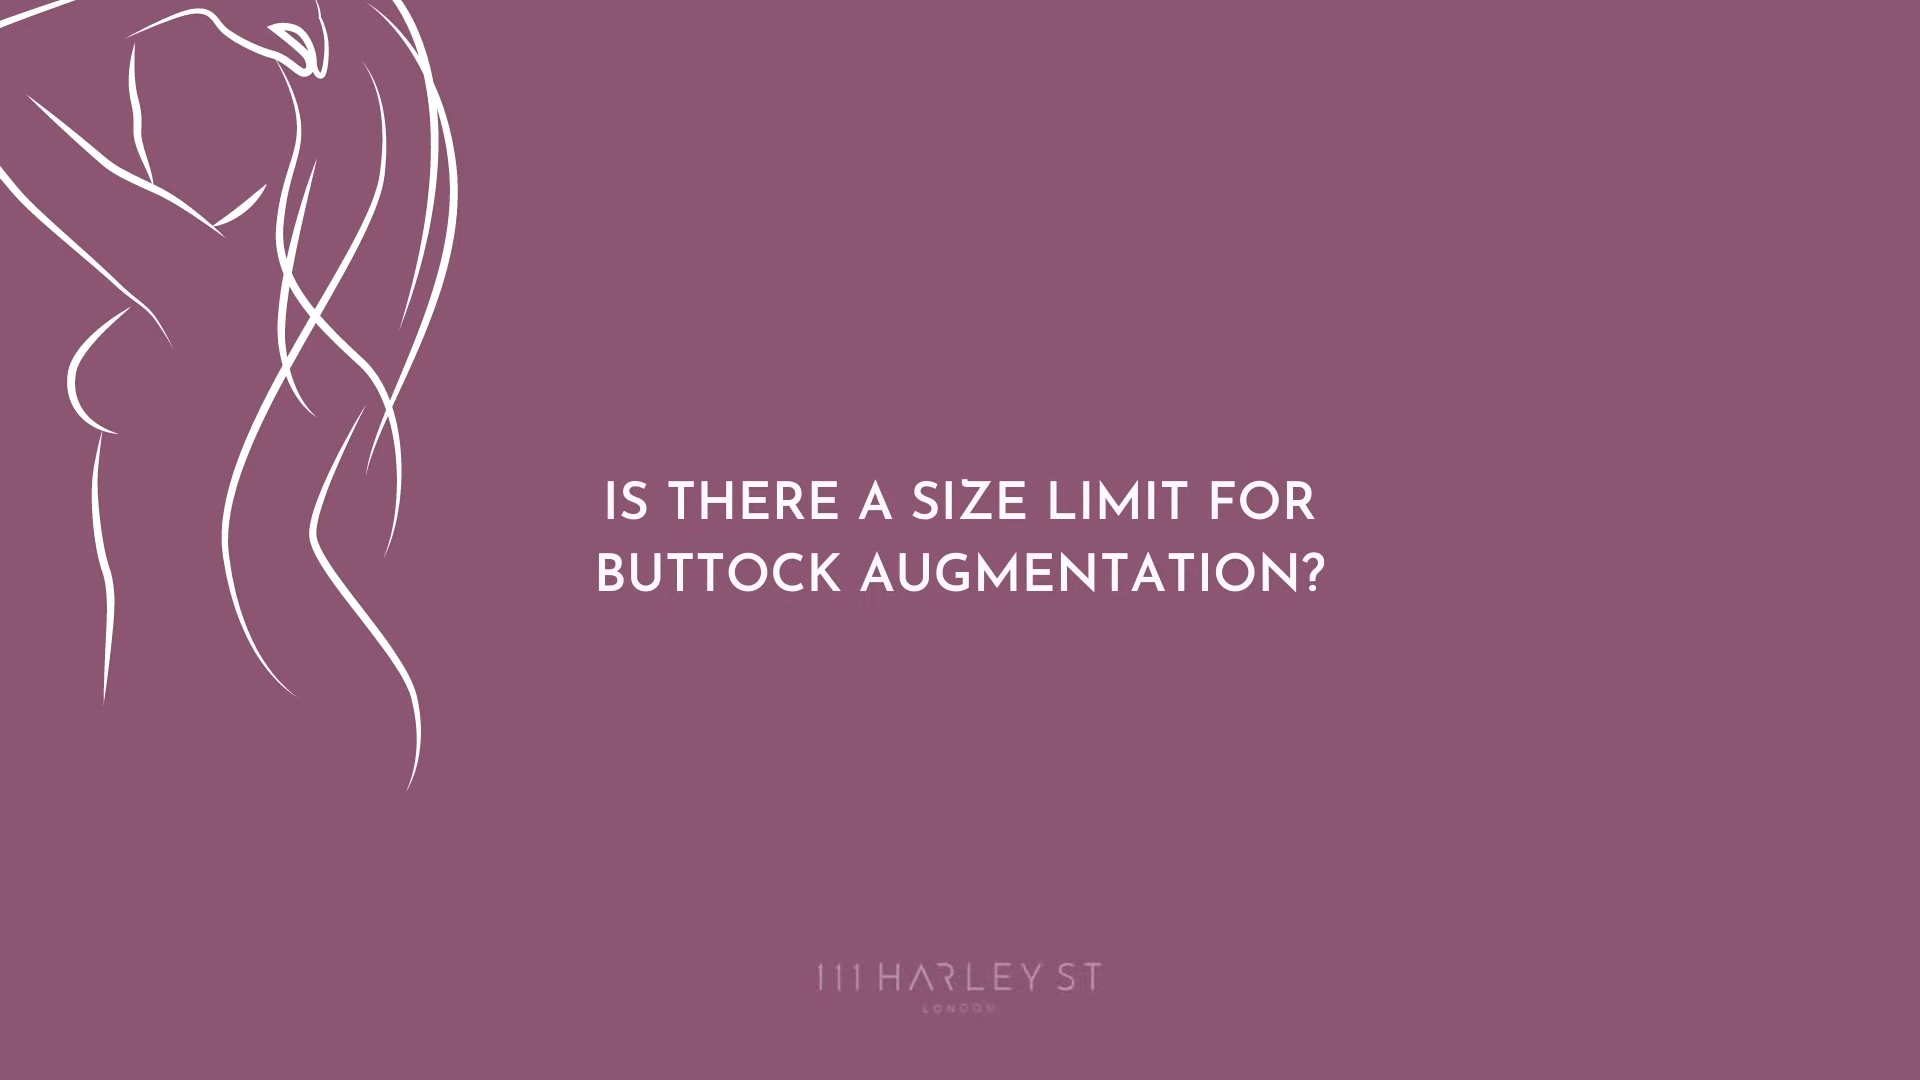 IS THERE A SIZE LIMIT FOR
BUTTOCK AUGMENTATION?
111 HARLEY ST
LONDON